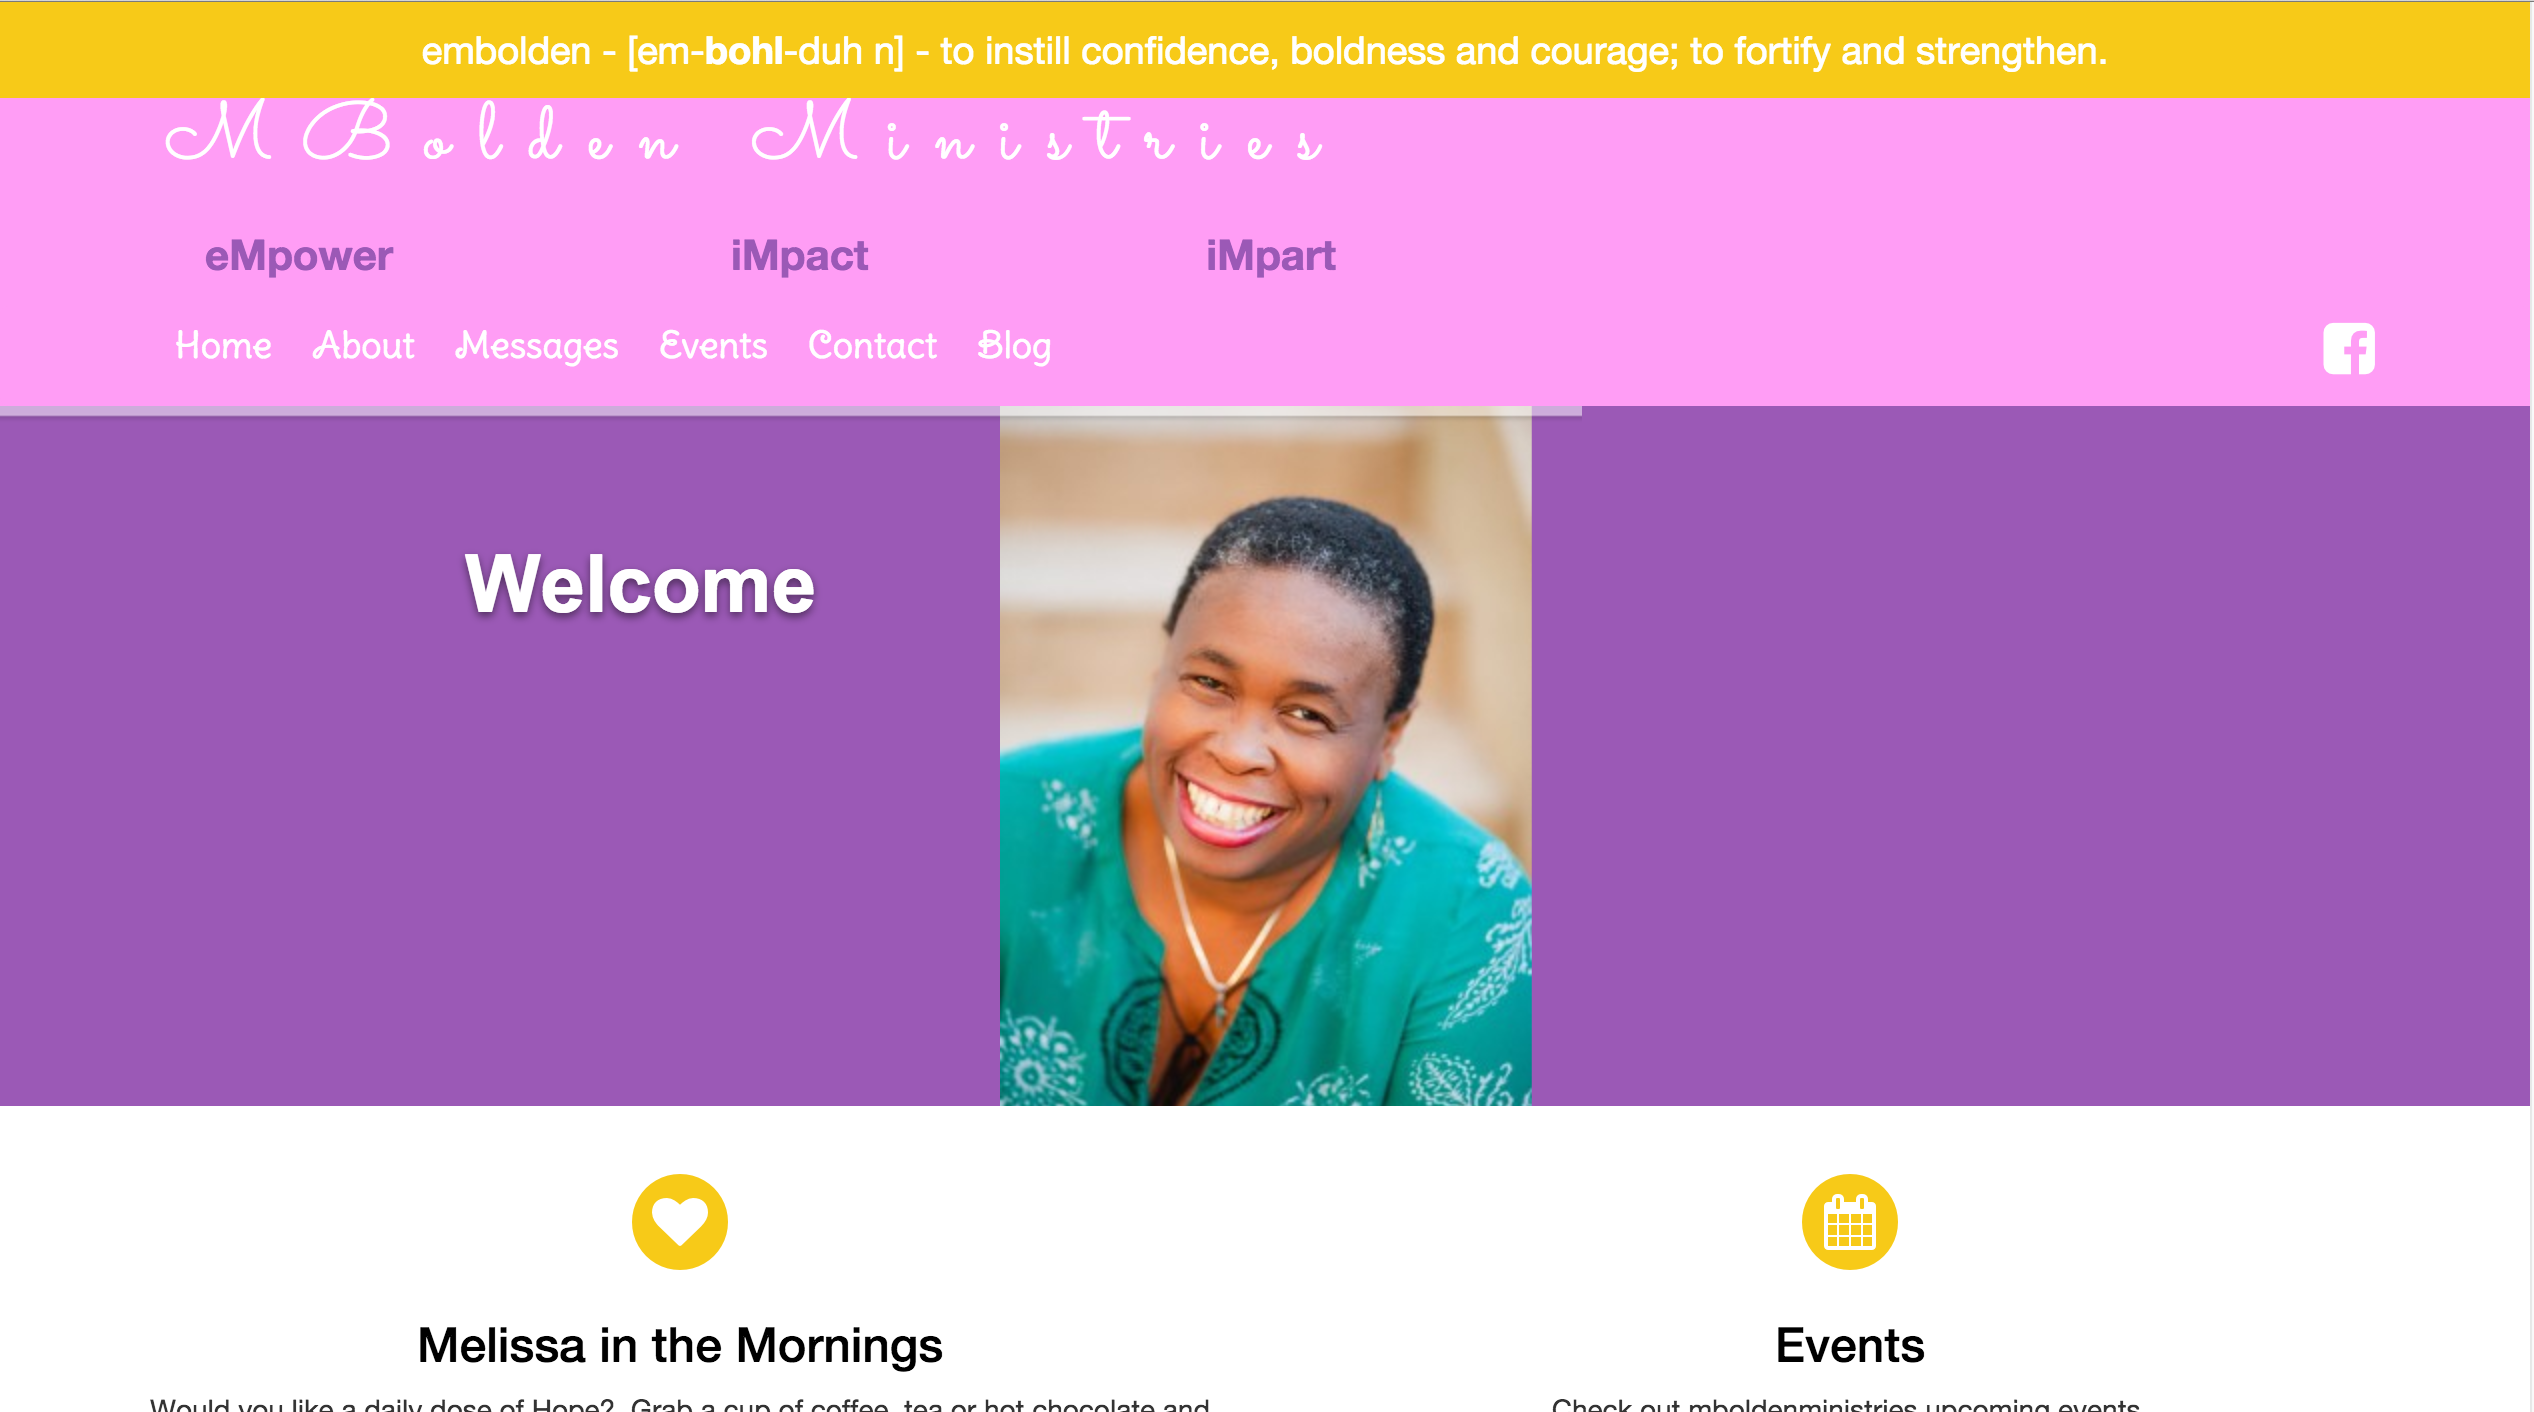 embolden - [em-bohl-duh n] - to instill confidence, boldness and courage; to fortify and strengthen.
M Bolden Ministries
eMpower iMpact iMpart
Home About Messages Events Contact Blog
Welcome
Melissa in the Mornings
Events
Would you like a daily dose of Hope? Grab a cup of coffee, tea or hot chocolate and
Check out mboldenministries upcoming events